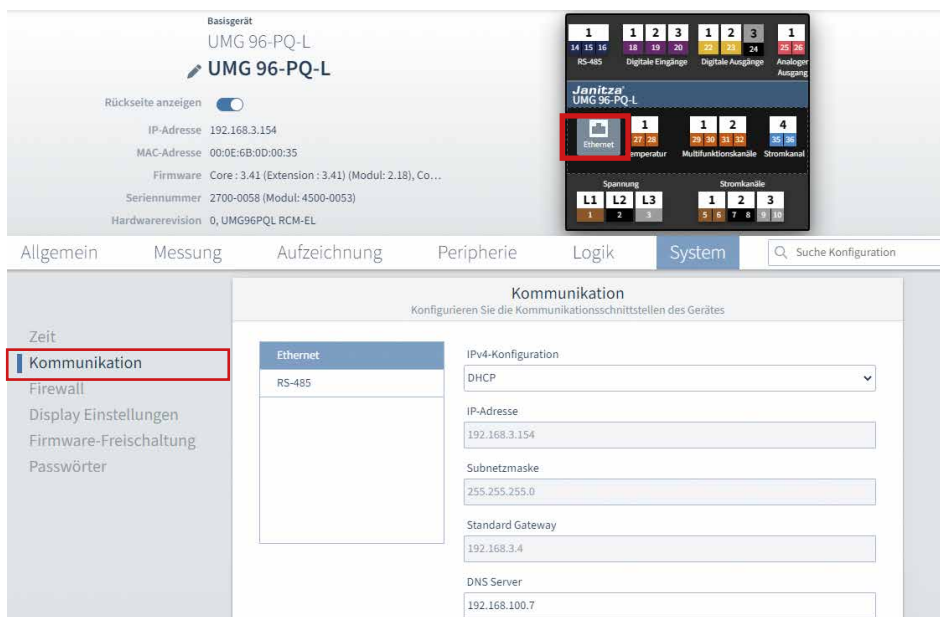 Basisgerät
UMG 96-PQ-L
UMG 96-PQ-L
Rückseite anzeigen
IP-Adresse 192.168.3.154
MAC-Adresse 00:0E:6B:0D:00:35
Firmware Core : 3.41 (Extension : 3.41) (Modul: 2.18), Co...
Seriennummer 2700-0058 (Modul: 4500-0053)
Hardwarerevision 0, UMG96PQL RCM-EL
1 1 2 3 1 2 3 1
14 15 16 18 19 20 22 23 24 25 26
RS-485 Digitale Eingänge Digitale Ausgänge Analoger Ausgang
Janitza®
UMG 96-PQ-L
1 1 2 4
27 28 29 30 31 32 35 36
Ethernet emperatur Multifunktionskanäle Stromkanal
Spannung Stromkanäle
L1 L2 L3 1 2 3
1 2 3 5 6 7 8 9 10
Allgemein Messung Aufzeichnung Peripherie Logik System Suche Konfiguration
Kommunikation
Konfigurieren Sie die Kommunikationsschnittstellen des Gerätes
Zeit
Kommunikation
Firewall
Display Einstellungen
Firmware-Freischaltung
Passwörter
Ethernet
RS-485
IPv4-Konfiguration
DHCP
IP-Adresse
192.168.3.154
Subnetzmaske
255.255.255.0
Standard Gateway
192.168.3.4
DNS Server
192.168.100.7